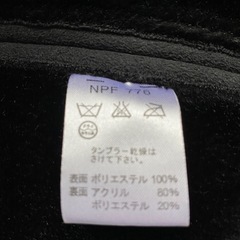 NPF 776
タンブラー乾燥は
さけて下さい。
表面 ポリエステル 100%
裏面 アクリル 80%
ポリエステル 20%